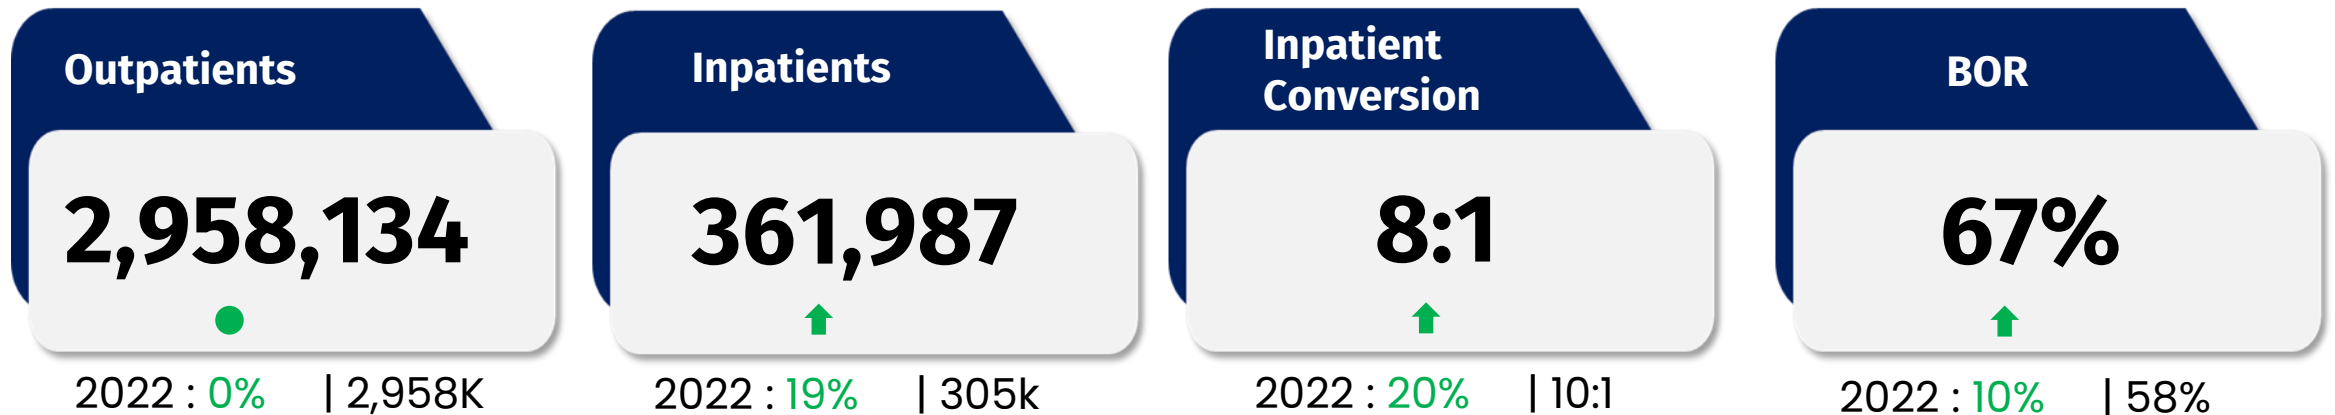 Outpatients
2,958,134
2022 : 0% | 2,958K
Inpatients
361,987
2022 : 19% | 305k
Inpatient
Conversion
8:1
2022 : 20% | 10:1
BOR
67%
2022 : 10% | 58%